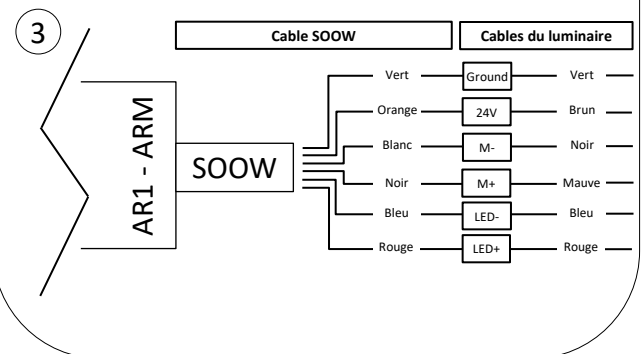 3
Cable SOOW
Cables du luminaire
AR1 - ARM
SOOW
Vert Ground Vert
Orange 24V Brun
Blanc M- Noir
Noir M+ Mauve
Bleu LED- Bleu
Rouge LED+ Rouge